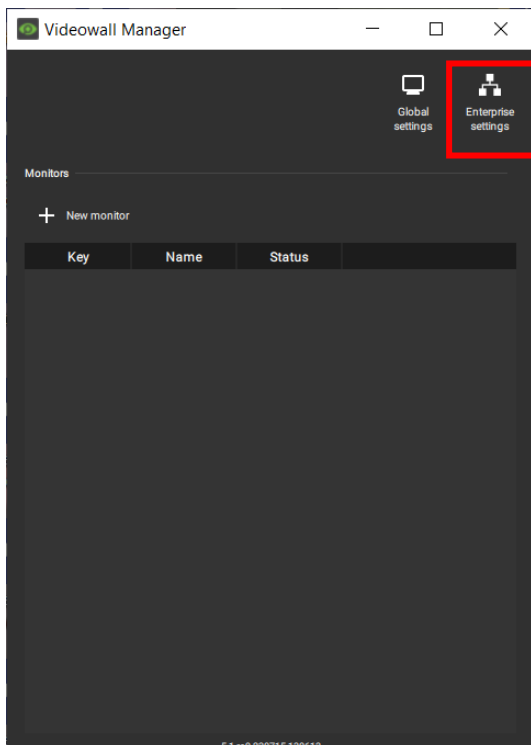 Videowall Manager
Global
settings
Enterprise
settings
Monitors
New monitor
Key Name Status